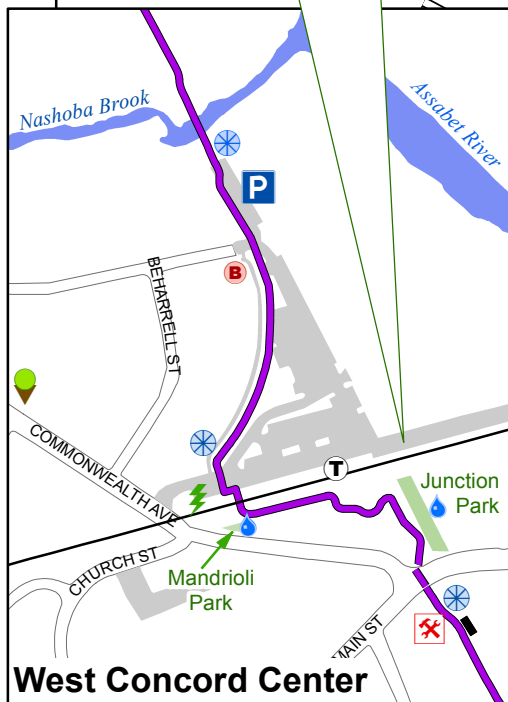 Nashoba Brook
Assabet River
P
B
BEHARRELL ST
COMMONWEALTH AVE
T
Junction
Park
CHURCH ST
Mandrioli
Park
MAIN ST
West Concord Center